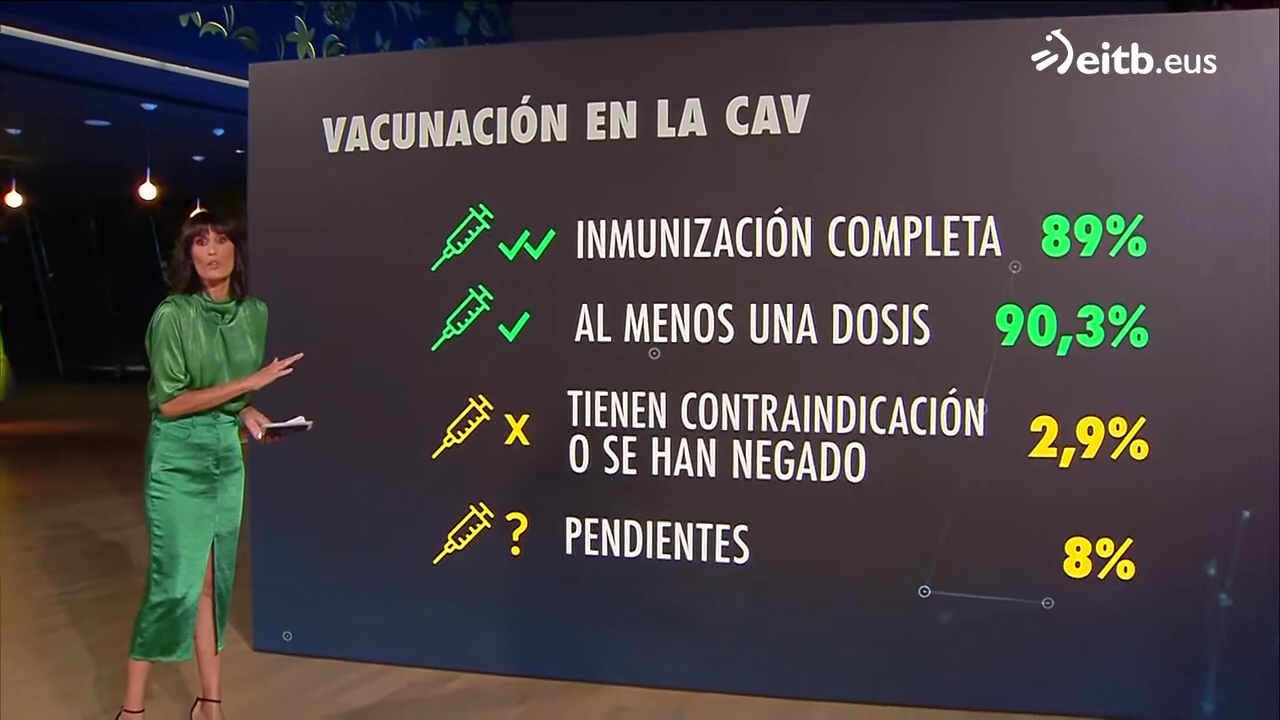 eitb.eus
VACUNACIÓN EN LA CAV
INMUNIZACIÓN COMPLETA 89%
AL MENOS UNA DOSIS 90,3%
X TIENEN CONTRAINDICACIÓN
O SE HAN NEGADO 2,9%
? PENDIENTES 8%